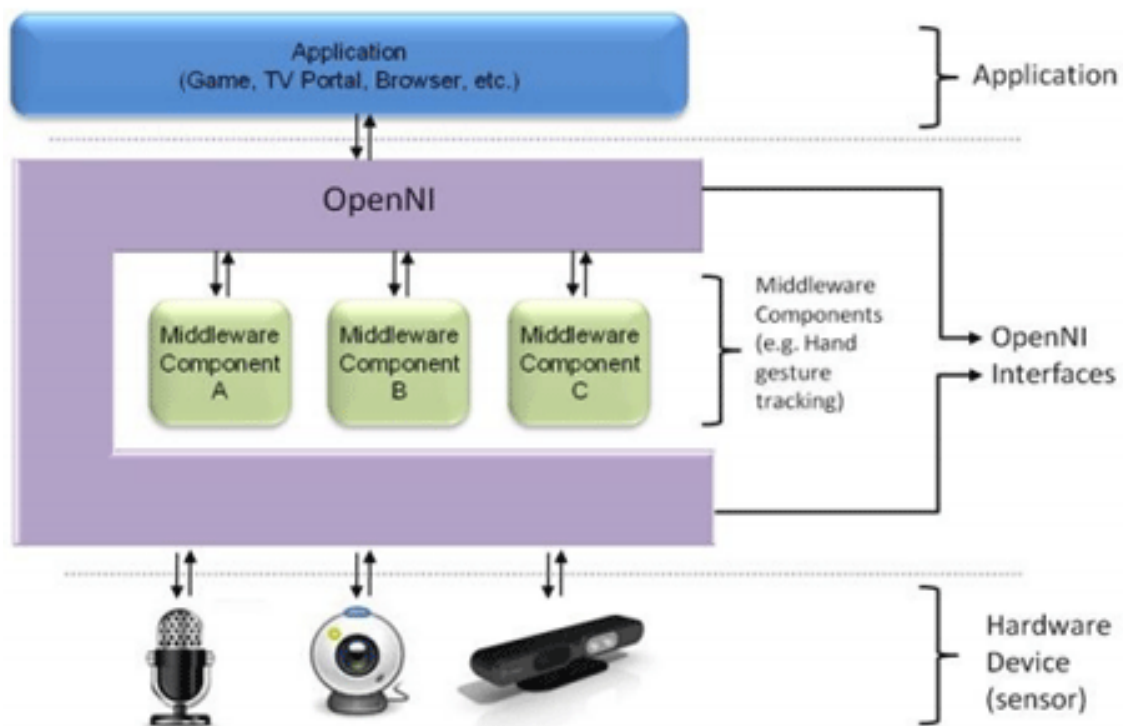 Application
(Game, TV Portal, Browser, etc.)
Application
OpenNI
Middleware
Component
A
Middleware
Component
B
Middleware
Component
C
Middleware
Components
(e.g. Hand
gesture
tracking)
OpenNI
Interfaces
Hardware
Device
(sensor)